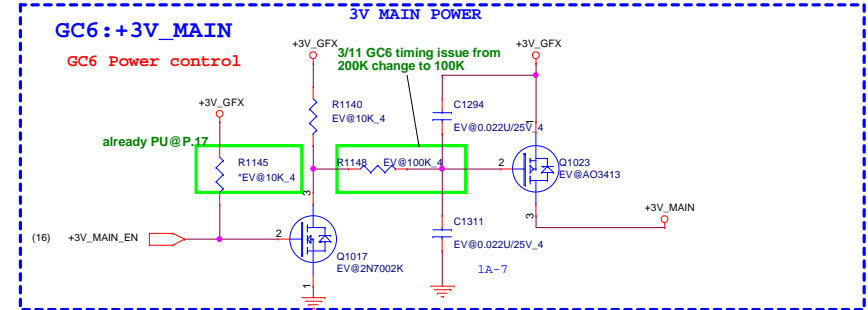 3V MAIN POWER
GC6:+3V_MAIN
GC6 Power control
+3V_GFX
3/11 GC6 timing issue from
200K change to 100K
+3V_GFX
+3V_GFX
R1140
EV@10K_4
C1294
EV@0.022U/25V_4
1
already PU@P.17
R1145
*EV@10K_4
R1148
EV@100K_4
2
Q1023
EV@AO3413
3
3
+3V_MAIN
C1311
EV@0.022U/25V_4
(16)
+3V_MAIN_EN
2
Q1017
EV@2N7002K
1A-7
1